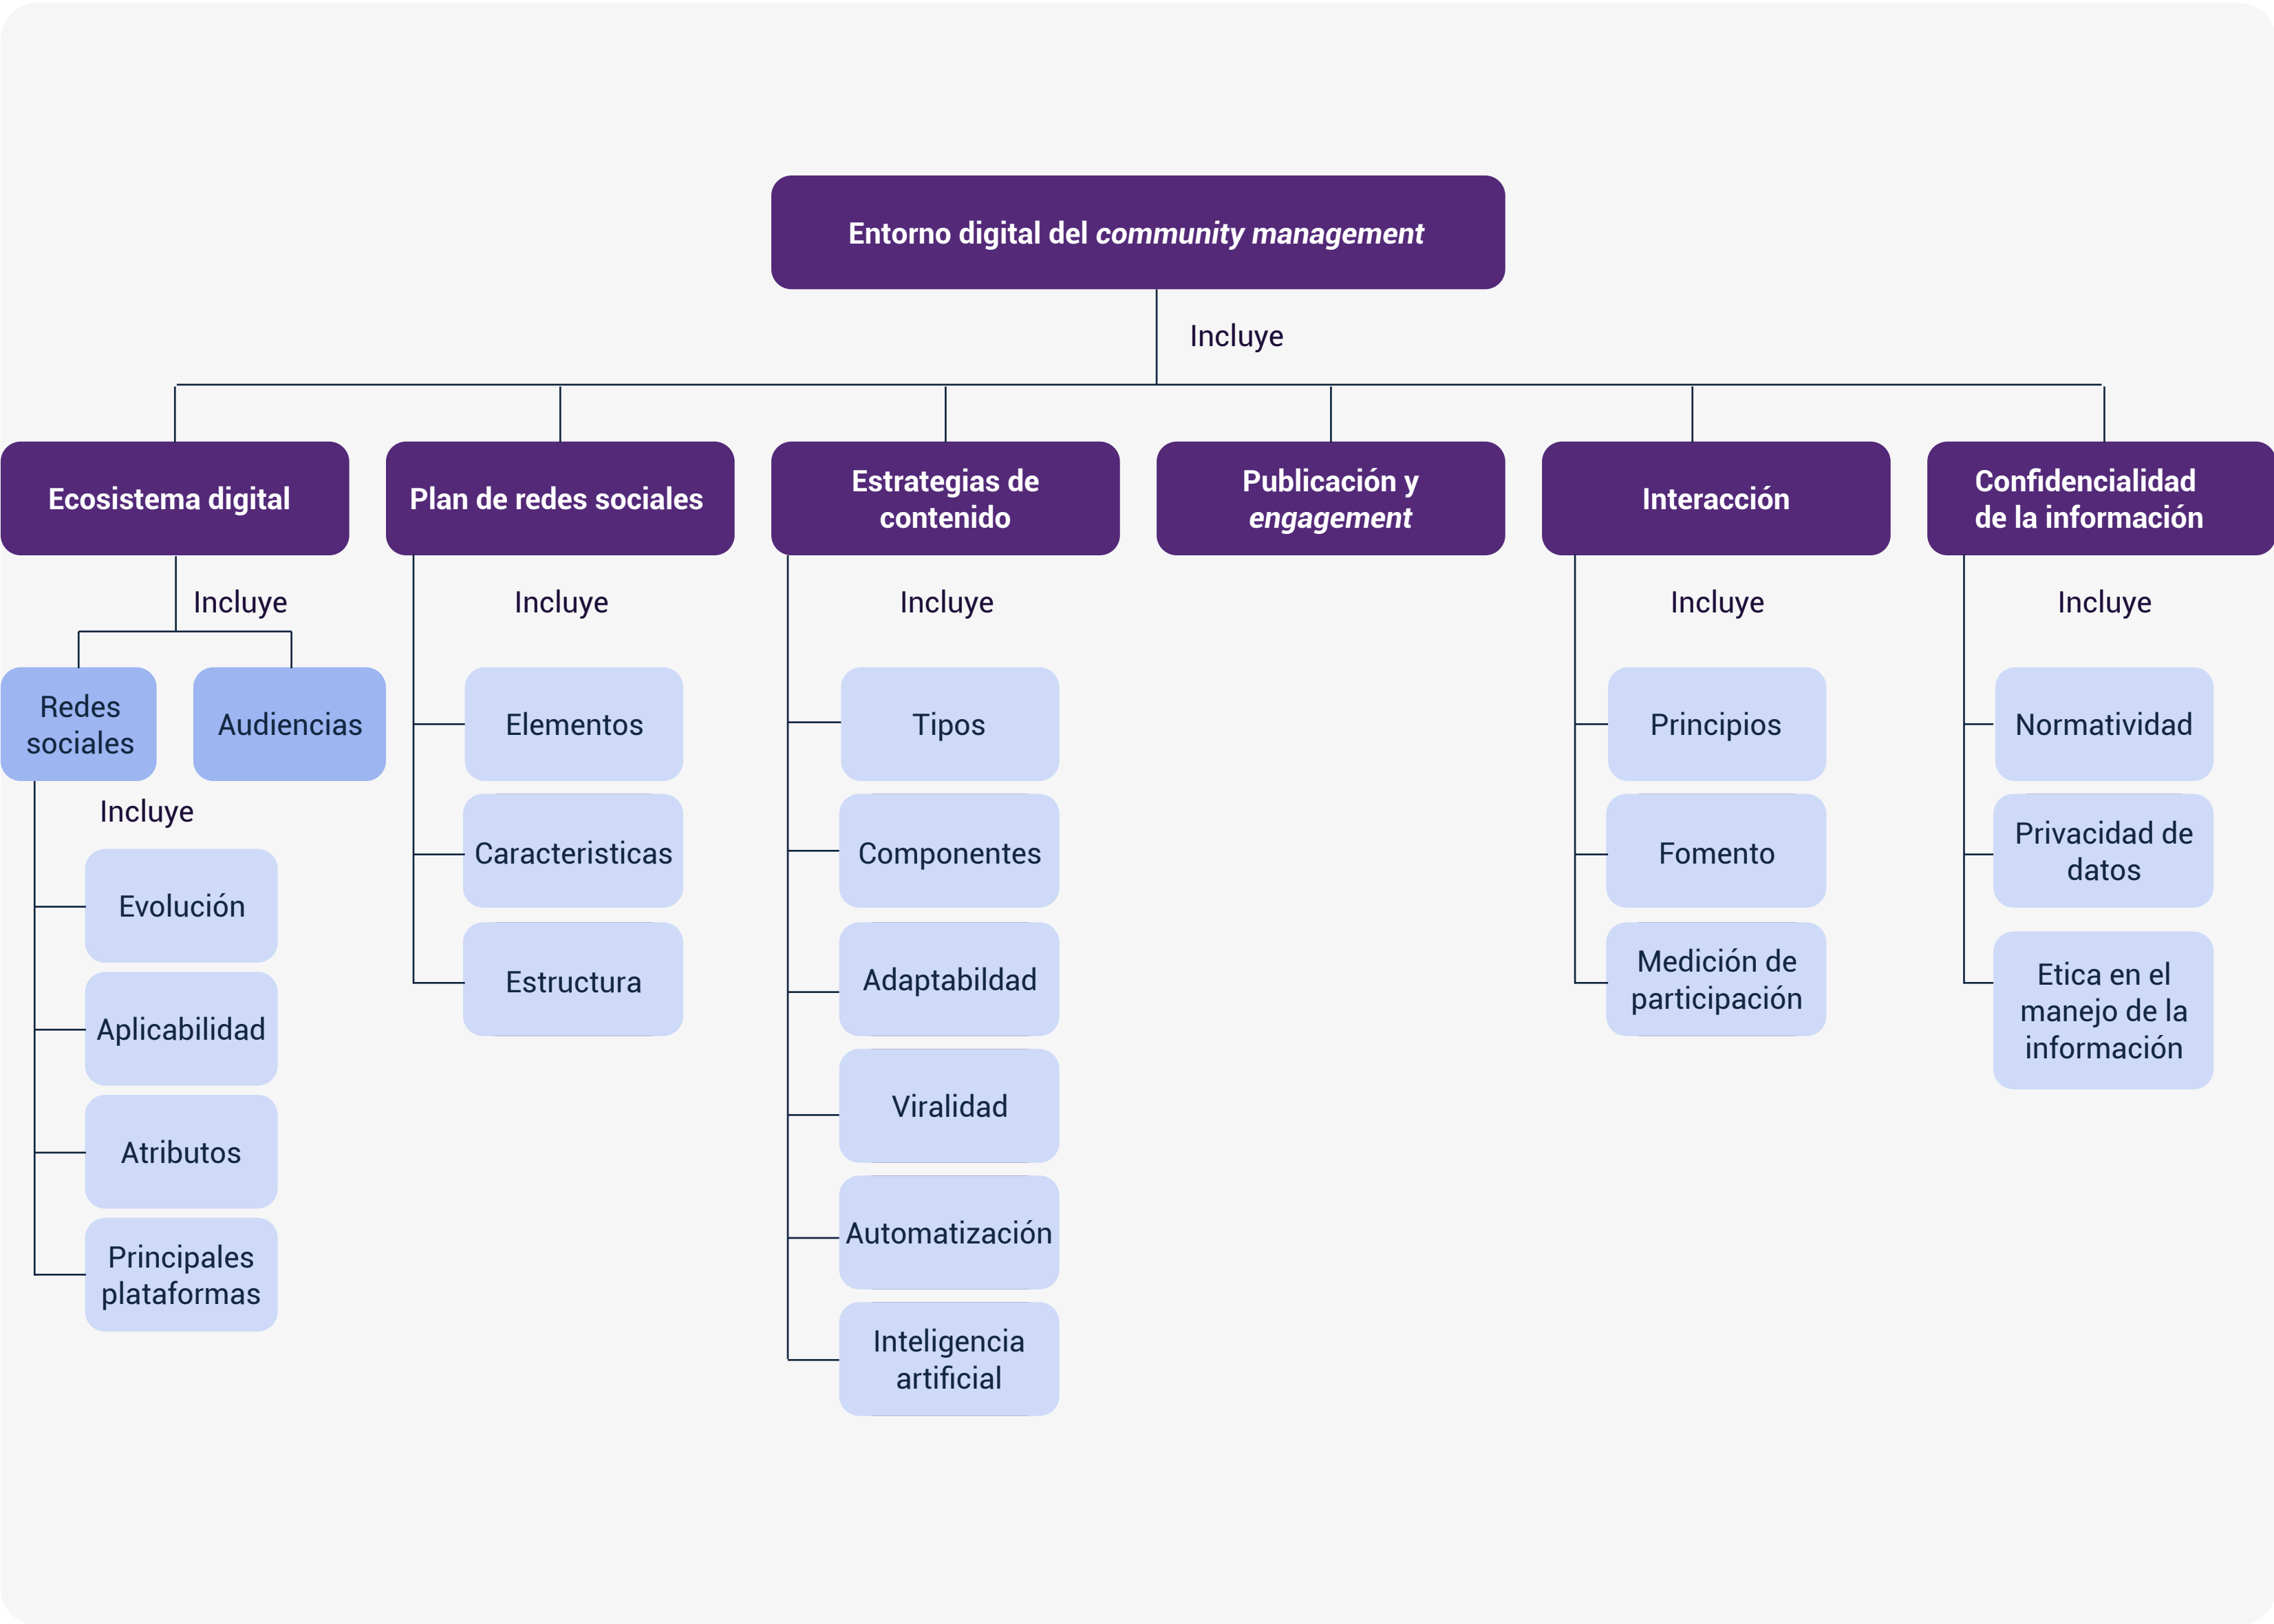 Entorno digital del community management
Incluye
Ecosistema digital
Plan de redes sociales
Estrategias de
contenido
Publicación y
engagement
Interacción
Confidencialidad
de la información
Incluye
Redes
sociales
Audiencias
Incluye
Evolución
Aplicabilidad
Atributos
Principales
plataformas
Incluye
Elementos
Caracteristicas
Estructura
Incluye
Tipos
Componentes
Adaptabildad
Viralidad
Automatización
Inteligencia
artificial
Incluye
Principios
Fomento
Medición de
participación
Incluye
Normatividad
Privacidad de
datos
Etica en el
manejo de la
información